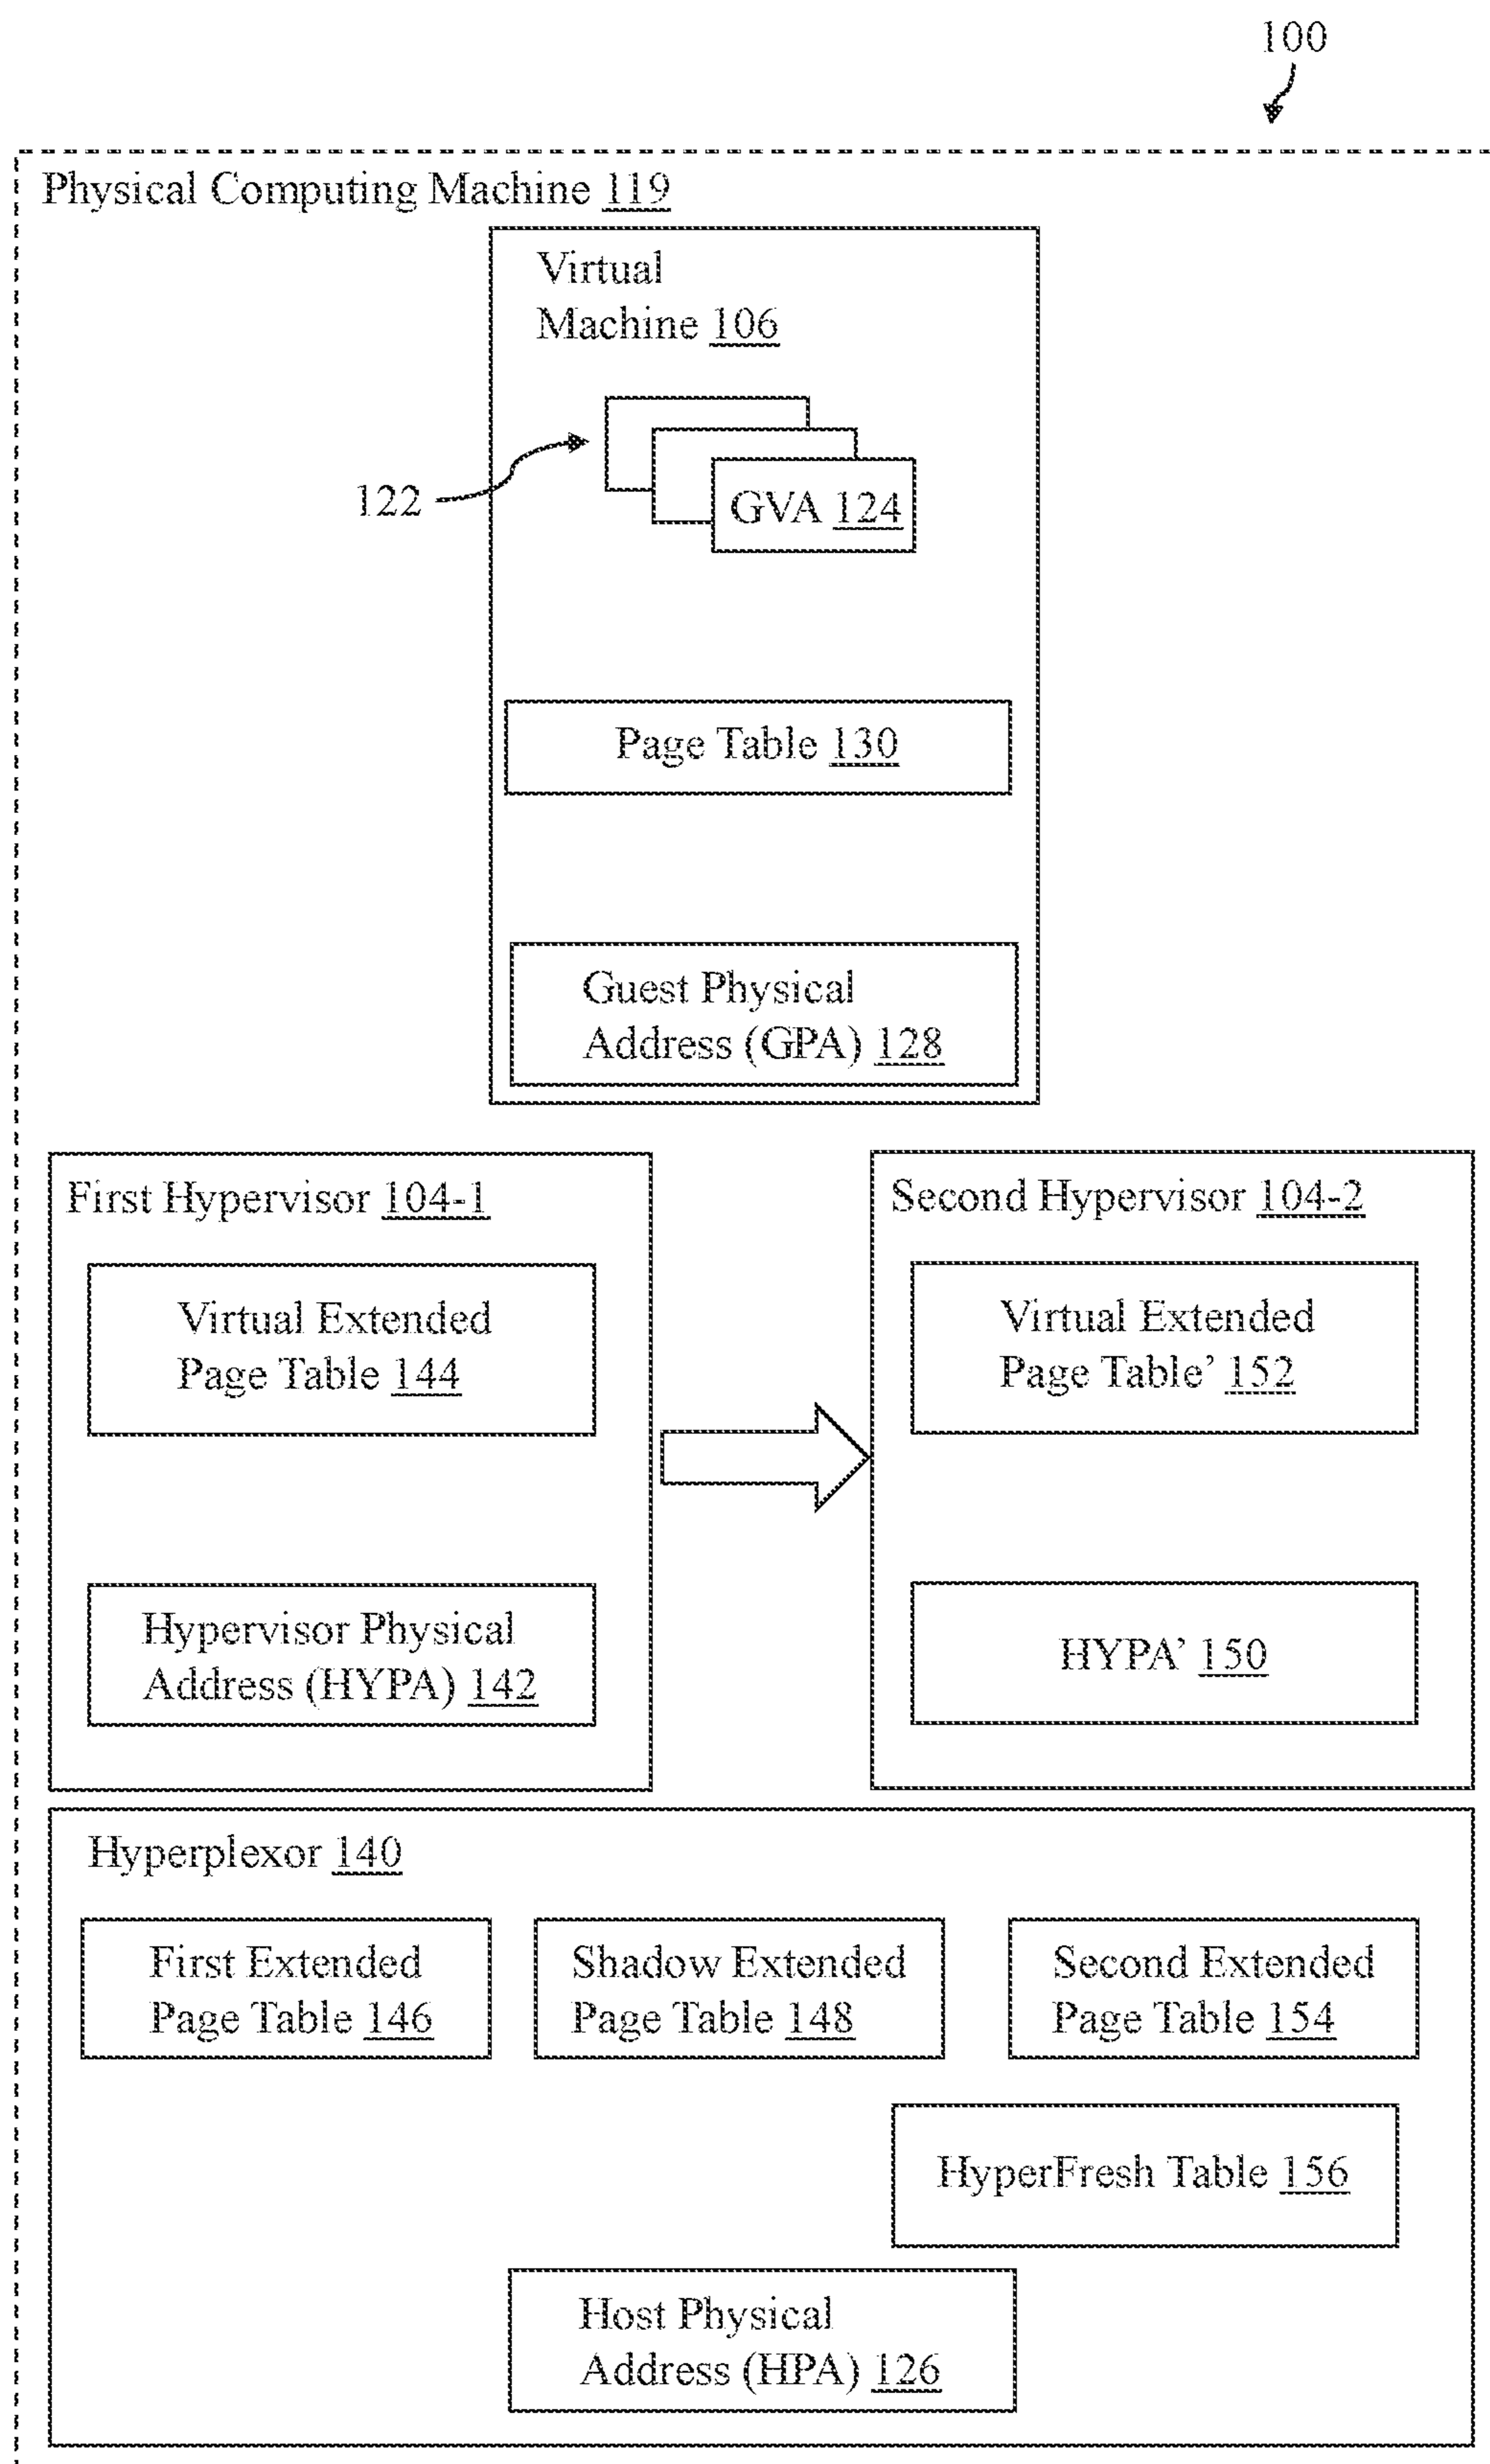 100
Physical Computing Machine 119
Virtual
Machine 106
122
GVA 124
Page Table 130
Guest Physical
Address (GPA) 128
First Hypervisor 104-1
Virtual Extended
Page Table 144
Hypervisor Physical
Address (HYPA) 142
Second Hypervisor 104-2
Virtual Extended
Page Table’ 152
HYPA’ 150
Hyperplexor 140
First Extended
Page Table 146
Shadow Extended
Page Table 148
Second Extended
Page Table 154
HyperFresh Table 156
Host Physical
Address (HPA) 126